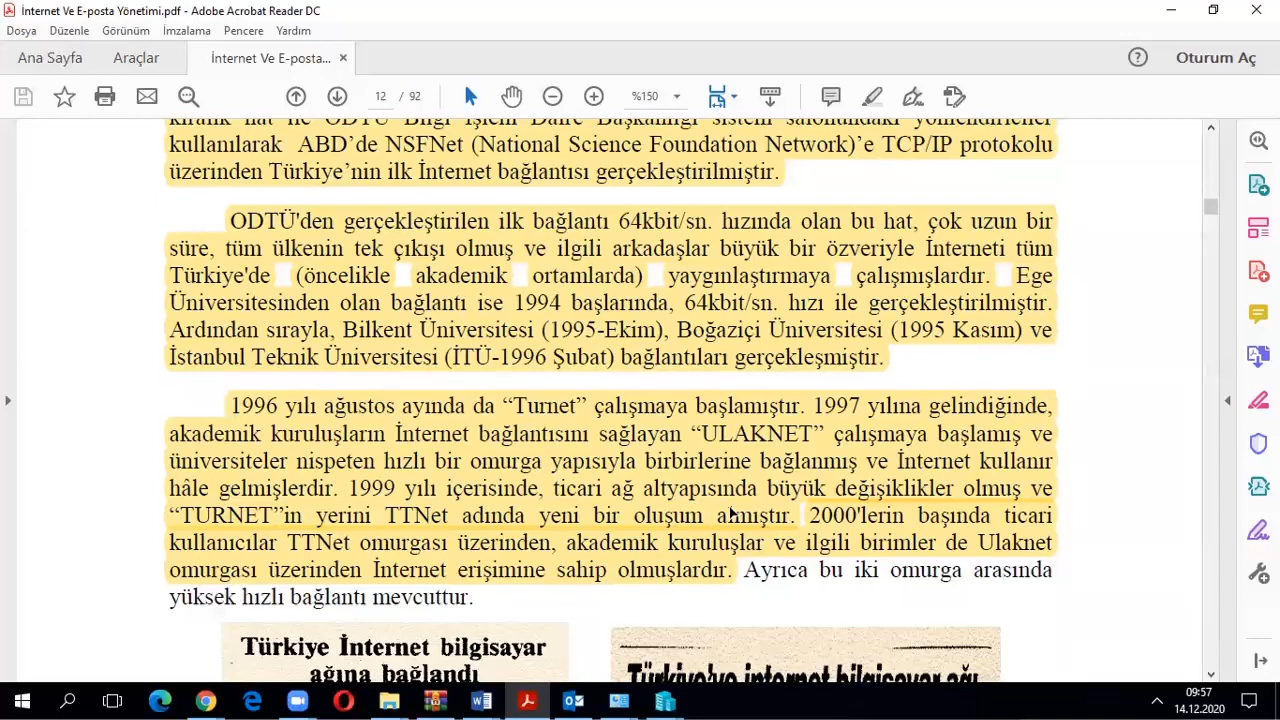 İnternet Ve E-posta Yönetimi.pdf - Adobe Acrobat Reader DC
Dosya Düzenle Görünüm İmzalama Pencere Yardım
Ana Sayfa Araçlar İnternet Ve E-posta... × Oturum Aç
12 / 92 %150
kullanılarak ABD’de NSFNet (National Science Foundation Network)’e TCP/IP protokolu
üzerinden Türkiye’nin ilk İnternet bağlantısı gerçekleştirilmiştir.
ODTÜ'den gerçekleştirilen ilk bağlantı 64kbit/sn. hızında olan bu hat, çok uzun bir
süre, tüm ülkenin tek çıkışı olmuş ve ilgili arkadaşlar büyük bir özveriyle İnterneti tüm
Türkiye'de (öncelikle akademik ortamlarda) yaygınlaştırmaya çalışmışlardır. Ege
Üniversitesinden olan bağlantı ise 1994 başlarında, 64kbit/sn. hızı ile gerçekleştirilmiştir.
Ardından sırayla, Bilkent Üniversitesi (1995-Ekim), Boğaziçi Üniversitesi (1995 Kasım) ve
İstanbul Teknik Üniversitesi (İTÜ-1996 Şubat) bağlantıları gerçekleşmiştir.
1996 yılı ağustos ayında da “Turnet” çalışmaya başlamıştır. 1997 yılına gelindiğinde,
akademik kuruluşların İnternet bağlantısını sağlayan “ULAKNET” çalışmaya başlamış ve
üniversiteler nispeten hızlı bir omurga yapısıyla birbirlerine bağlanmış ve İnternet kullanır
hâle gelmişlerdir. 1999 yılı içerisinde, ticari ağ altyapısında büyük değişiklikler olmuş ve
“TURNET”in yerini TTNet adında yeni bir oluşum almıştır. 2000'lerin başında ticari
kullanıcılar TTNet omurgası üzerinden, akademik kuruluşlar ve ilgili birimler de Ulaknet
omurgası üzerinden İnternet erişimine sahip olmuşlardır. Ayrıca bu iki omurga arasında
yüksek hızlı bağlantı mevcuttur.
Türkiye İnternet bilgisayar
ağına bağlandı
Türkiye'ye internet bilgisayar ağı
09:57
14.12.2020